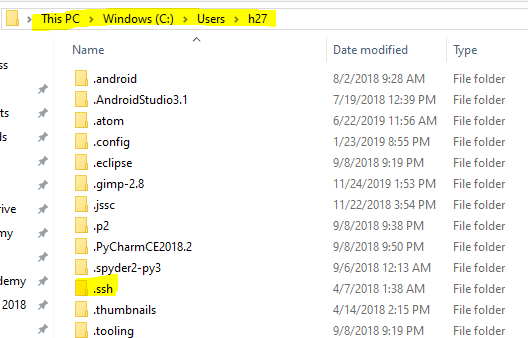 This PC > Windows (C:) > Users > h27
Name Date modified Type
ss
.android 8/2/2018 9:28 AM File folder
.AndroidStudio3.1 7/19/2018 12:39 PM File folder
ts .atom 6/22/2019 11:56 AM File folder
ds .config 1/23/2019 8:55 PM File folder
.eclipse 9/8/2018 9:19 PM File folder
.gimp-2.8 11/24/2019 1:53 PM File folder
rive .jssc 11/22/2018 3:54 PM File folder
my .p2 9/8/2018 9:38 PM File folder
.PyCharmCE2018.2 9/8/2018 9:50 PM File folder
.spyder2-py3 9/6/2018 12:13 AM File folder
demy .ssh 4/7/2018 1:38 AM File folder
2018 .thumbnails 4/14/2018 2:15 PM File folder
.tooling 9/8/2018 9:19 PM File folder